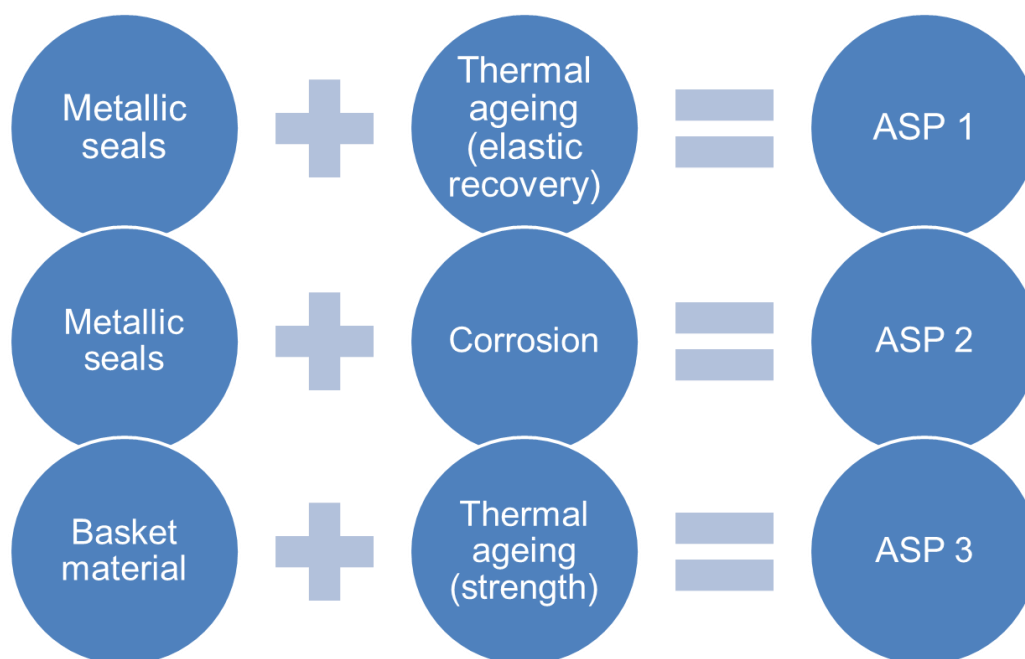 Metallic
seals
Thermal
ageing
(elastic
recovery)
ASP 1
Metallic
seals
Corrosion
ASP 2
Basket
material
Thermal
ageing
(strength)
ASP 3